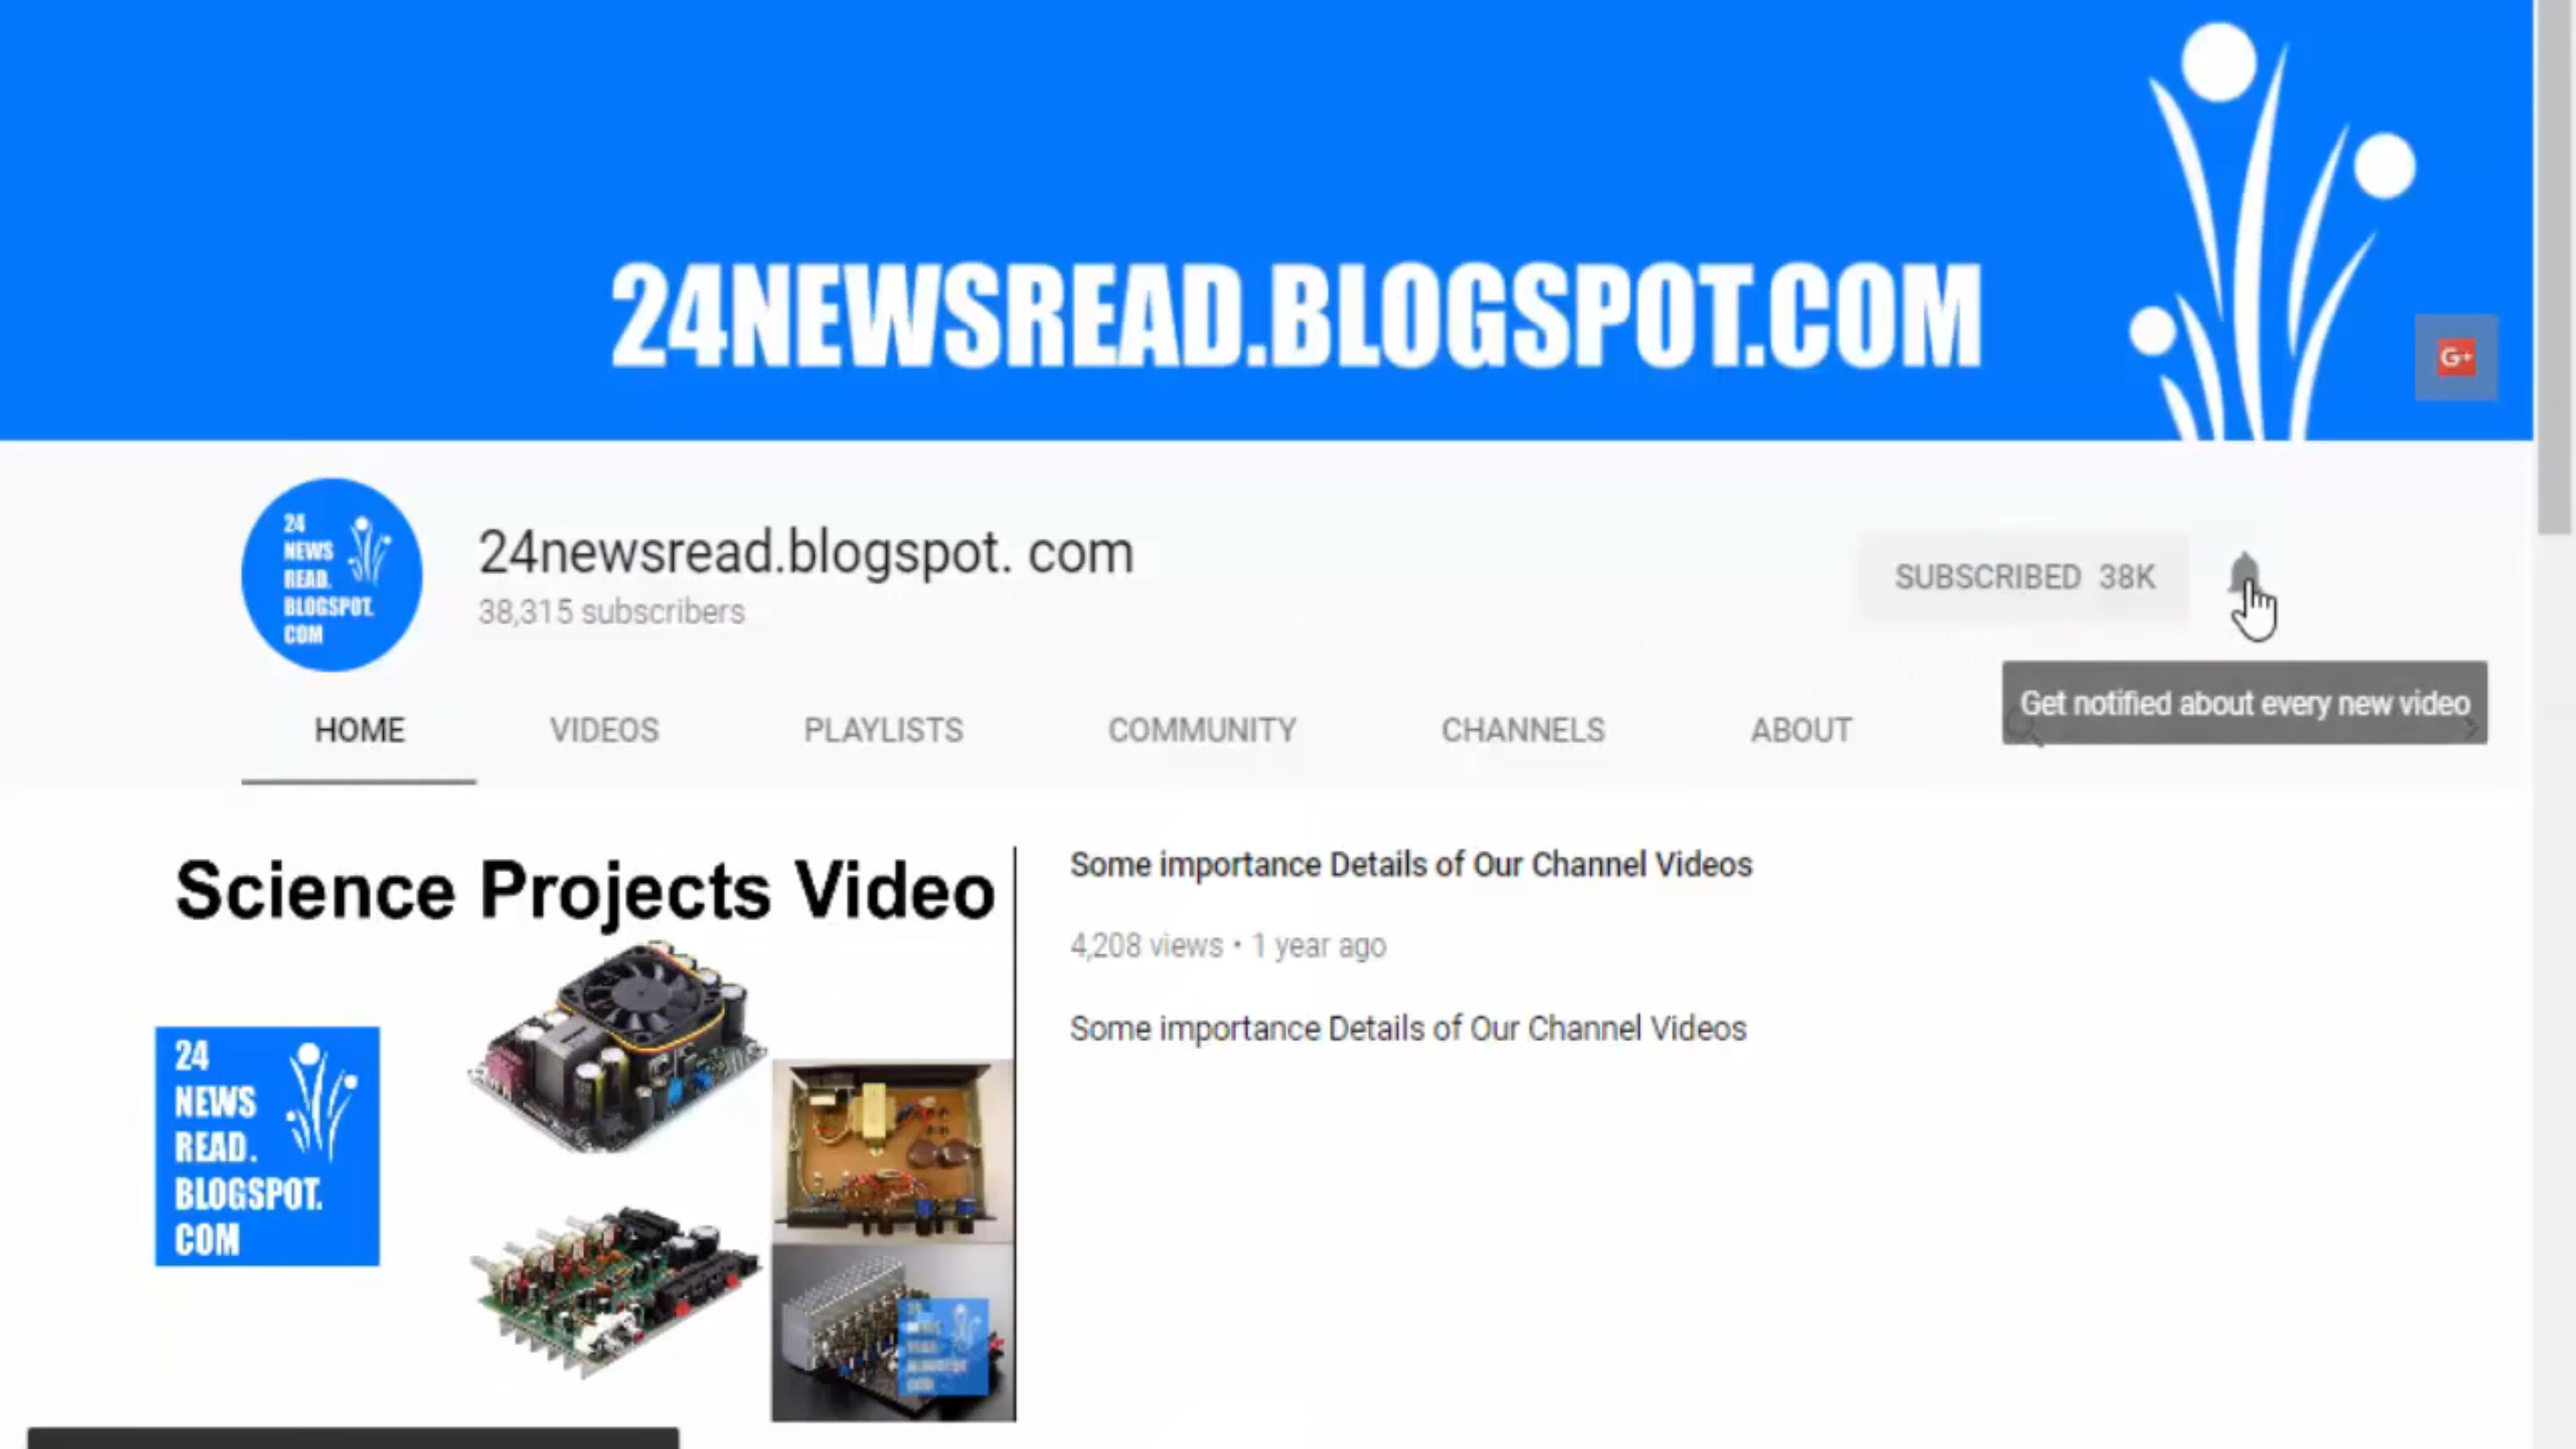 24NEWSREAD.BLOGSPOT.COM
G+
24
NEWS
READ.
BLOGSPOT.
COM
24newsread.blogspot. com
38,315 subscribers
SUBSCRIBED 38K
Get notified about every new video
HOME VIDEOS PLAYLISTS COMMUNITY CHANNELS ABOUT
Science Projects Video
24
NEWS
READ.
BLOGSPOT.
COM
Some importance Details of Our Channel Videos
4,208 views • 1 year ago
Some importance Details of Our Channel Videos